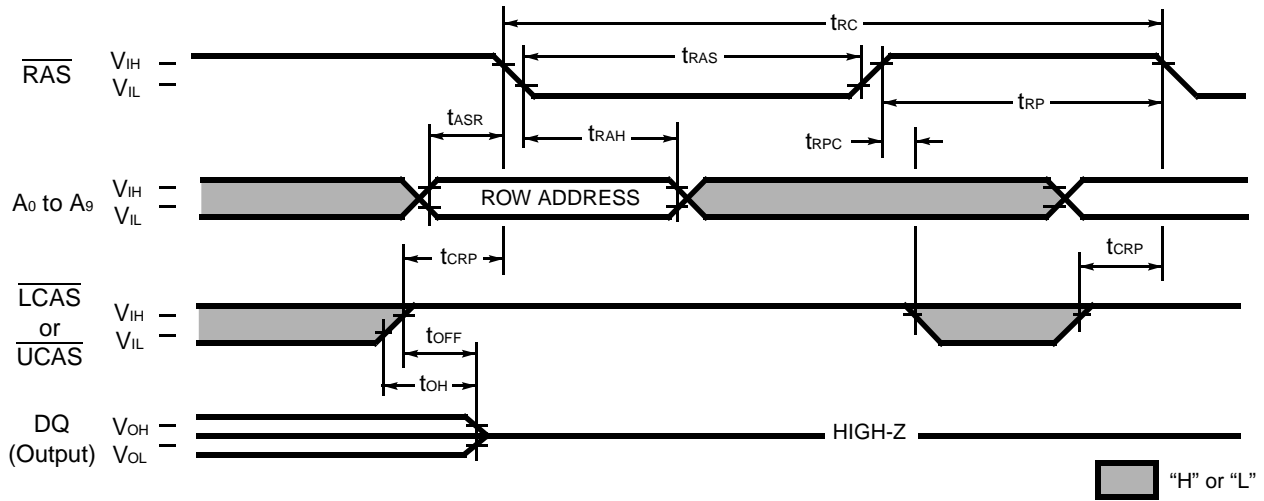 tRC
RAS
VIH
VIL
tRAS
tRP
tASR
tRAH
tRPC
A0 to A9
VIH
VIL
ROW ADDRESS
tCRP
tCRP
LCAS
or
UCAS
VIH
VIL
tOFF
tOH
DQ
(Output)
VOH
VOL
HIGH-Z
“H” or “L”